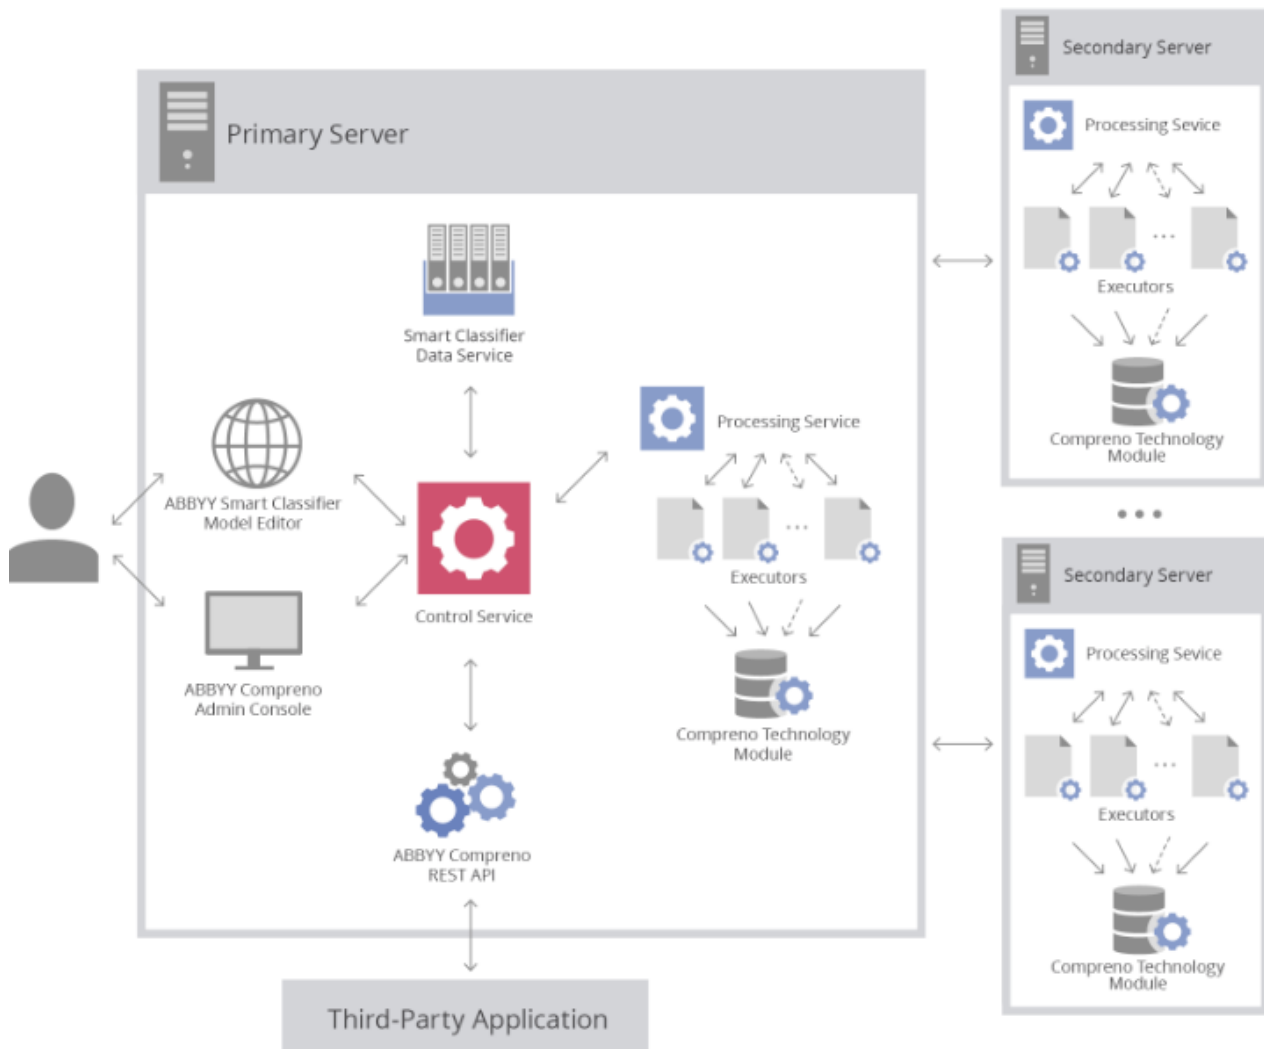 Primary Server
Smart Classifier
Data Service
ABBYY Smart Classifier
Model Editor
ABBYY Compreno
Admin Console
Control Service
ABBYY Compreno
REST API
Processing Service
...
Executors
Compreno Technology
Module
Third-Party Application
Secondary Server
Processing Sevice
...
Executors
Compreno Technology
Module
...
Secondary Server
Processing Sevice
...
Executors
Compreno Technology
Module